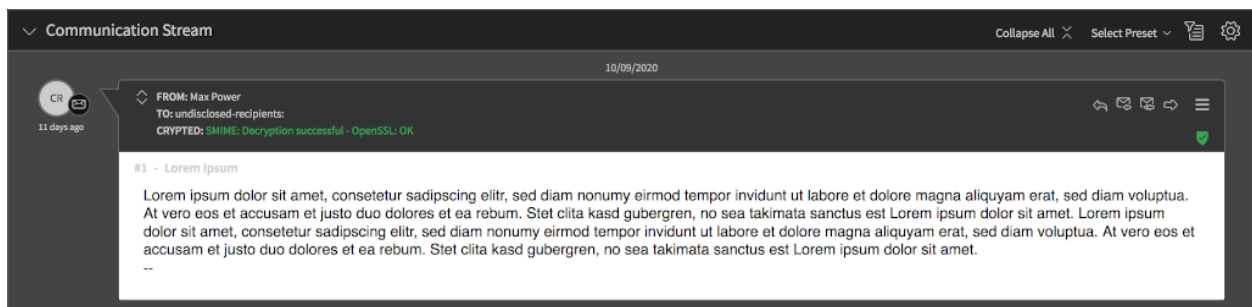 Communication Stream
Collapse All
Select Preset
10/09/2020
CR
11 days ago
FROM: Max Power
TO: undisclosed-recipients:
CRYPTED: SMIME: Decryption successful - OpenSSL: OK
#1 - Lorem Ipsum
Lorem ipsum dolor sit amet, consetetur sadipscing elitr, sed diam nonumy eirmod tempor invidunt ut labore et dolore magna aliquyam erat, sed diam voluptua.
At vero eos et accusam et justo duo dolores et ea rebum. Stet clita kasd gubergren, no sea takimata sanctus est Lorem ipsum dolor sit amet. Lorem ipsum
dolor sit amet, consetetur sadipscing elitr, sed diam nonumy eirmod tempor invidunt ut labore et dolore magna aliquyam erat, sed diam voluptua. At vero eos et
accusam et justo duo dolores et ea rebum. Stet clita kasd gubergren, no sea takimata sanctus est Lorem ipsum dolor sit amet.
--